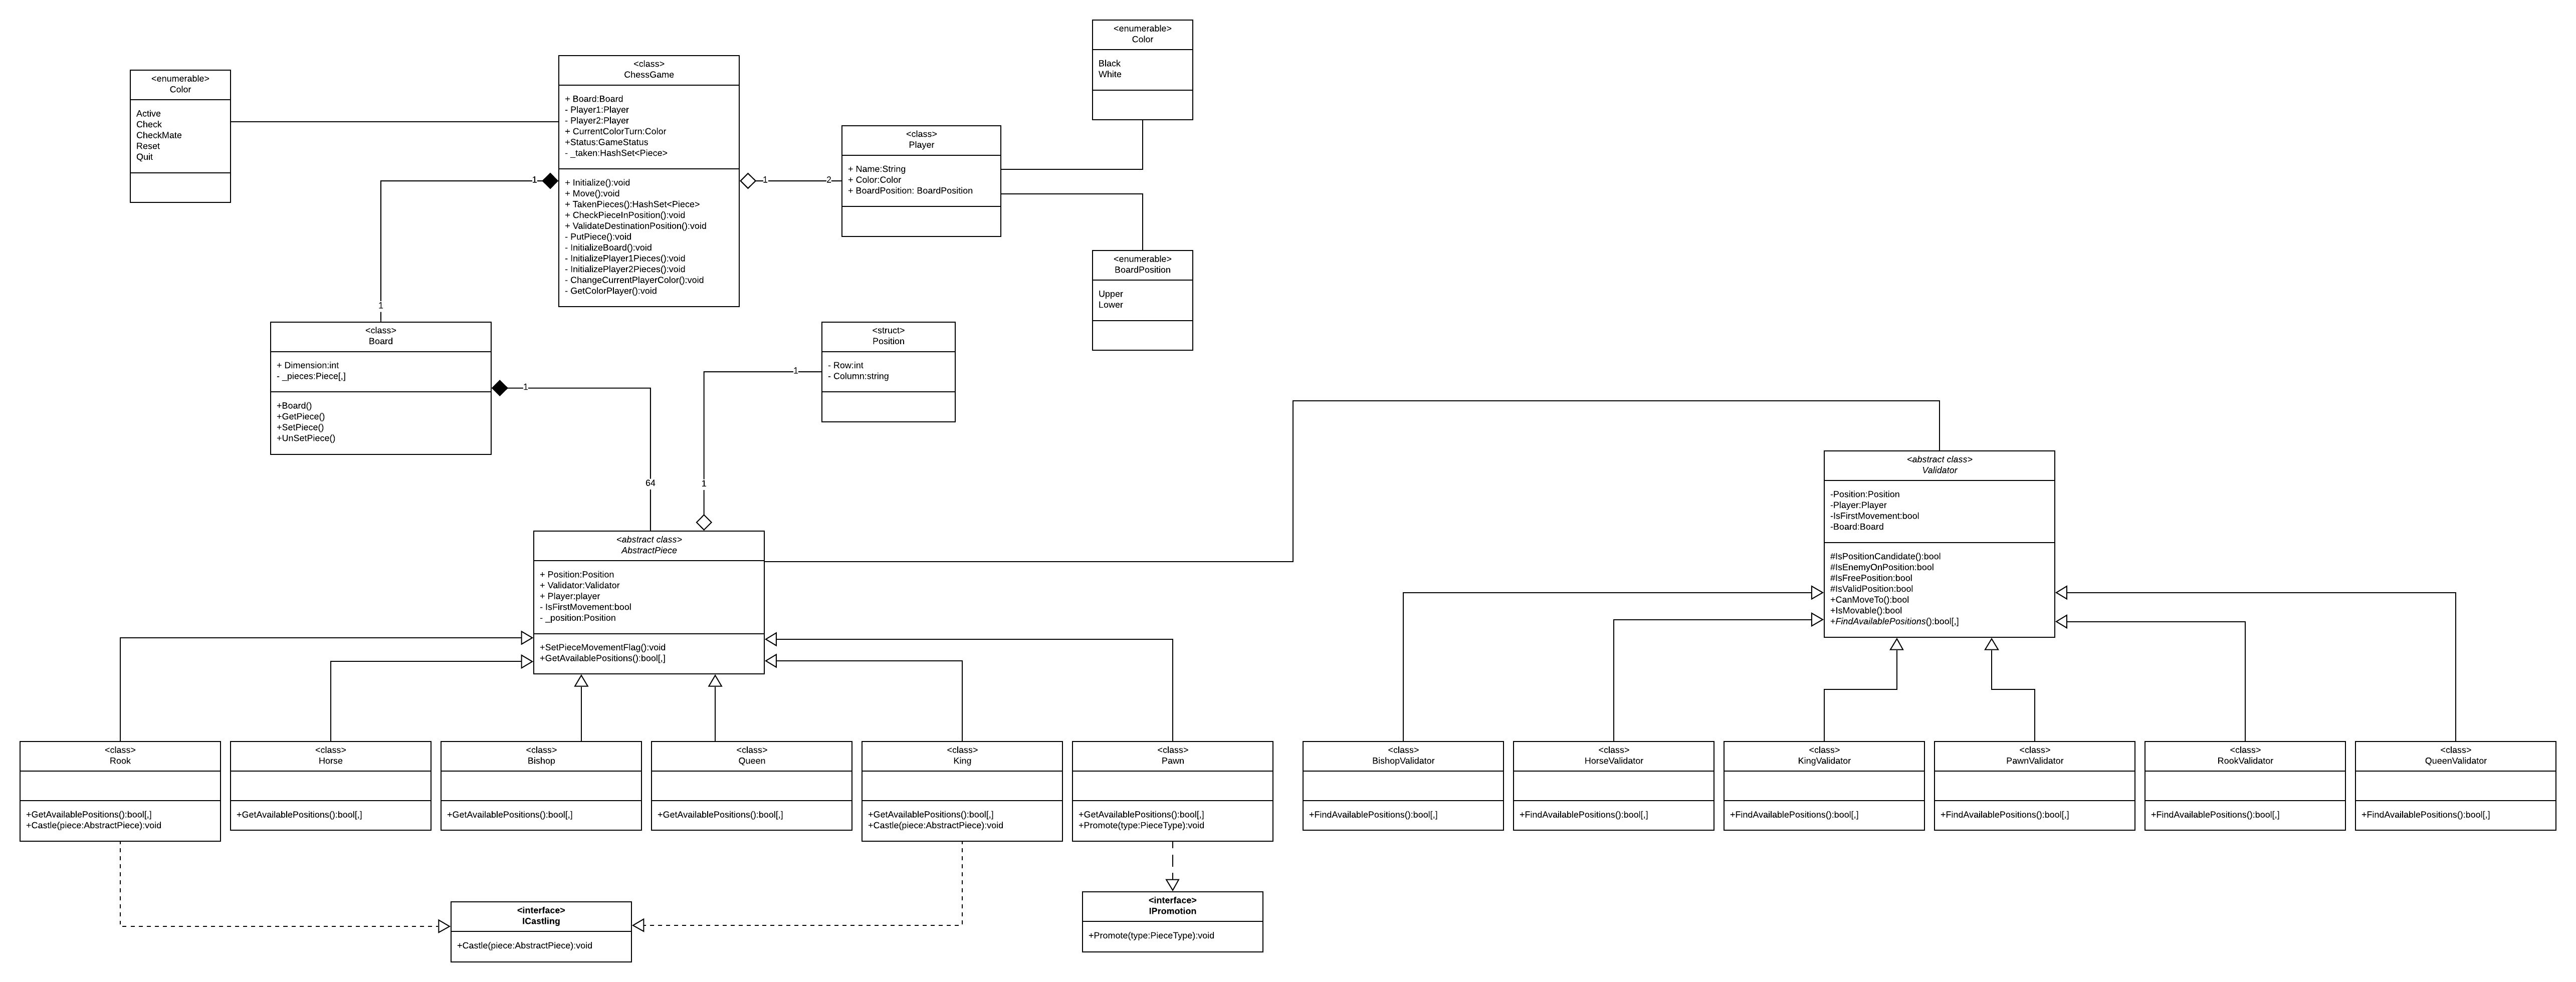 <enumerable>
Color
Black
White
<class>
ChessGame
+ Board:Board
- Player1:Player
- Player2:Player
+ CurrentColorTurn:Color
+Status:GameStatus
- _taken:HashSet<Piece>
+ Initialize():void
+ Move():void
+ TakenPieces():HashSet<Piece>
+ CheckPieceInPosition():void
+ ValidateDestinationPosition():void
- PutPiece():void
- InitializeBoard():void
- InitializePlayer1Pieces():void
- InitializePlayer2Pieces():void
- ChangeCurrentPlayerColor():void
- GetColorPlayer():void
<enumerable>
Color
Active
Check
CheckMate
Reset
Quit
<class>
Player
+ Name:String
+ Color:Color
+ BoardPosition: BoardPosition
1
1
2
<enumerable>
BoardPosition
Upper
Lower
1
<class>
Board
+ Dimension:int
- _pieces:Piece[,]
+Board()
+GetPiece()
+SetPiece()
+UnSetPiece()
<struct>
Position
- Row:int
- Column:string
1
1
64
1
<abstract class>
Validator
-Position:Position
-Player:Player
-IsFirstMovement:bool
-Board:Board
#IsPositionCandidate():bool
#IsEnemyOnPosition:bool
#IsFreePosition:bool
#IsValidPosition:bool
+CanMoveTo():bool
+IsMovable():bool
+FindAvailablePositions():bool[,]
<abstract class>
AbstractPiece
+ Position:Position
+ Validator:Validator
+ Player:player
- IsFirstMovement:bool
- _position:Position
+SetPieceMovementFlag():void
+GetAvailablePositions():bool[,]
<class>
Rook
+GetAvailablePositions():bool[,]
+Castle(piece:AbstractPiece):void
<class>
Horse
+GetAvailablePositions():bool[,]
<class>
Bishop
+GetAvailablePositions():bool[,]
<class>
Queen
+GetAvailablePositions():bool[,]
<class>
King
+GetAvailablePositions():bool[,]
+Castle(piece:AbstractPiece):void
<class>
Pawn
+GetAvailablePositions():bool[,]
+Promote(type:PieceType):void
<class>
BishopValidator
+FindAvailablePositions():bool[,]
<class>
HorseValidator
+FindAvailablePositions():bool[,]
<class>
KingValidator
+FindAvailablePositions():bool[,]
<class>
PawnValidator
+FindAvailablePositions():bool[,]
<class>
RookValidator
+FindAvailablePositions():bool[,]
<class>
QueenValidator
+FindAvailablePositions():bool[,]
<interface>
ICastling
+Castle(piece:AbstractPiece):void
<interface>
IPromotion
+Promote(type:PieceType):void